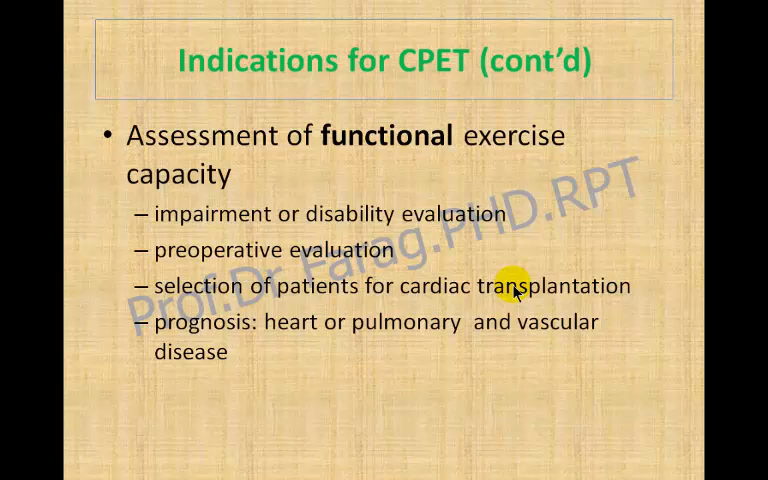 Indications for CPET (cont’d)
• Assessment of functional exercise
capacity
– impairment or disability evaluation
– preoperative evaluation
– selection of patients for cardiac transplantation
– prognosis: heart or pulmonary  and vascular
disease
Prof.Dr Farag.PHD.RPT